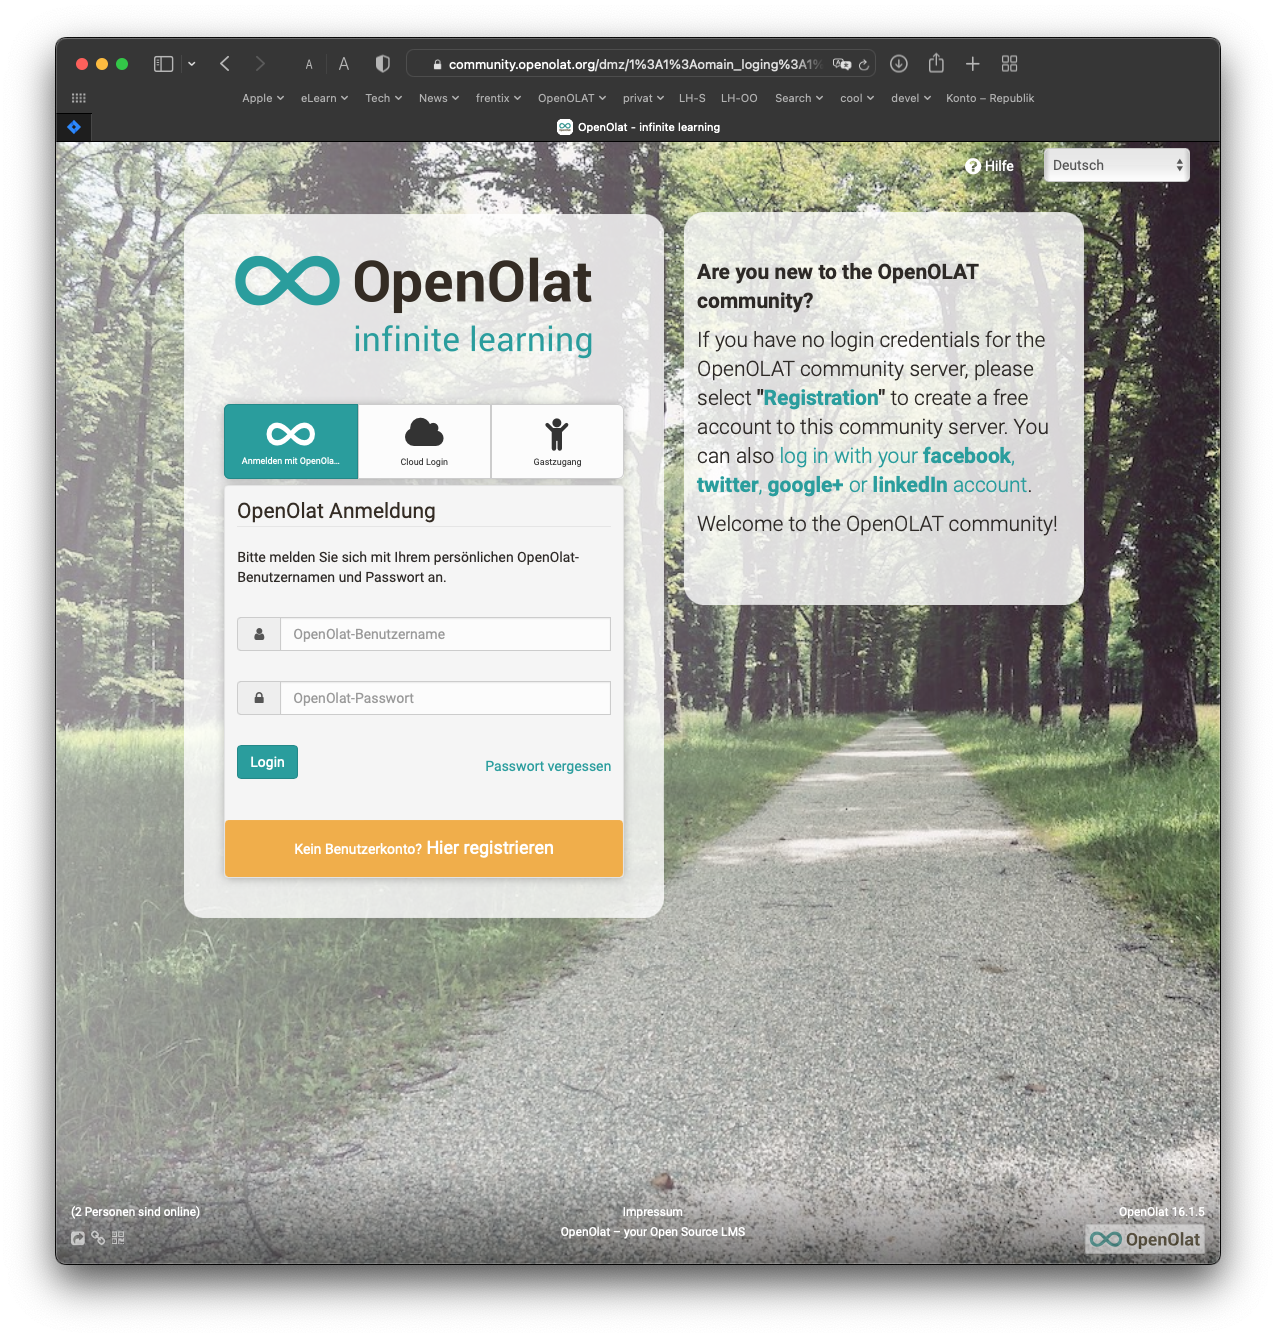 A A community.openolat.org/dmz/1%3A1%3Aomain_loging%3A1%
Apple eLearn Tech News frentix OpenOLAT privat LH-S LH-OO Search cool devel Konto – Republik
OpenOlat - infinite learning
Hilfe Deutsch
OpenOlat
infinite learning
Anmelden mit OpenOla...
Cloud Login
Gastzugang
OpenOlat Anmeldung
Bitte melden Sie sich mit Ihrem persönlichen OpenOlat-
Benutzernamen und Passwort an.
OpenOlat-Benutzername
OpenOlat-Passwort
Login
Passwort vergessen
Kein Benutzerkonto? Hier registrieren
Are you new to the OpenOLAT
community?
If you have no login credentials for the
OpenOLAT community server, please
select "Registration" to create a free
account to this community server. You
can also log in with your facebook,
twitter, google+ or linkedIn account.
Welcome to the OpenOLAT community!
(2 Personen sind online)
Impressum
OpenOlat – your Open Source LMS
OpenOlat 16.1.5
OpenOlat